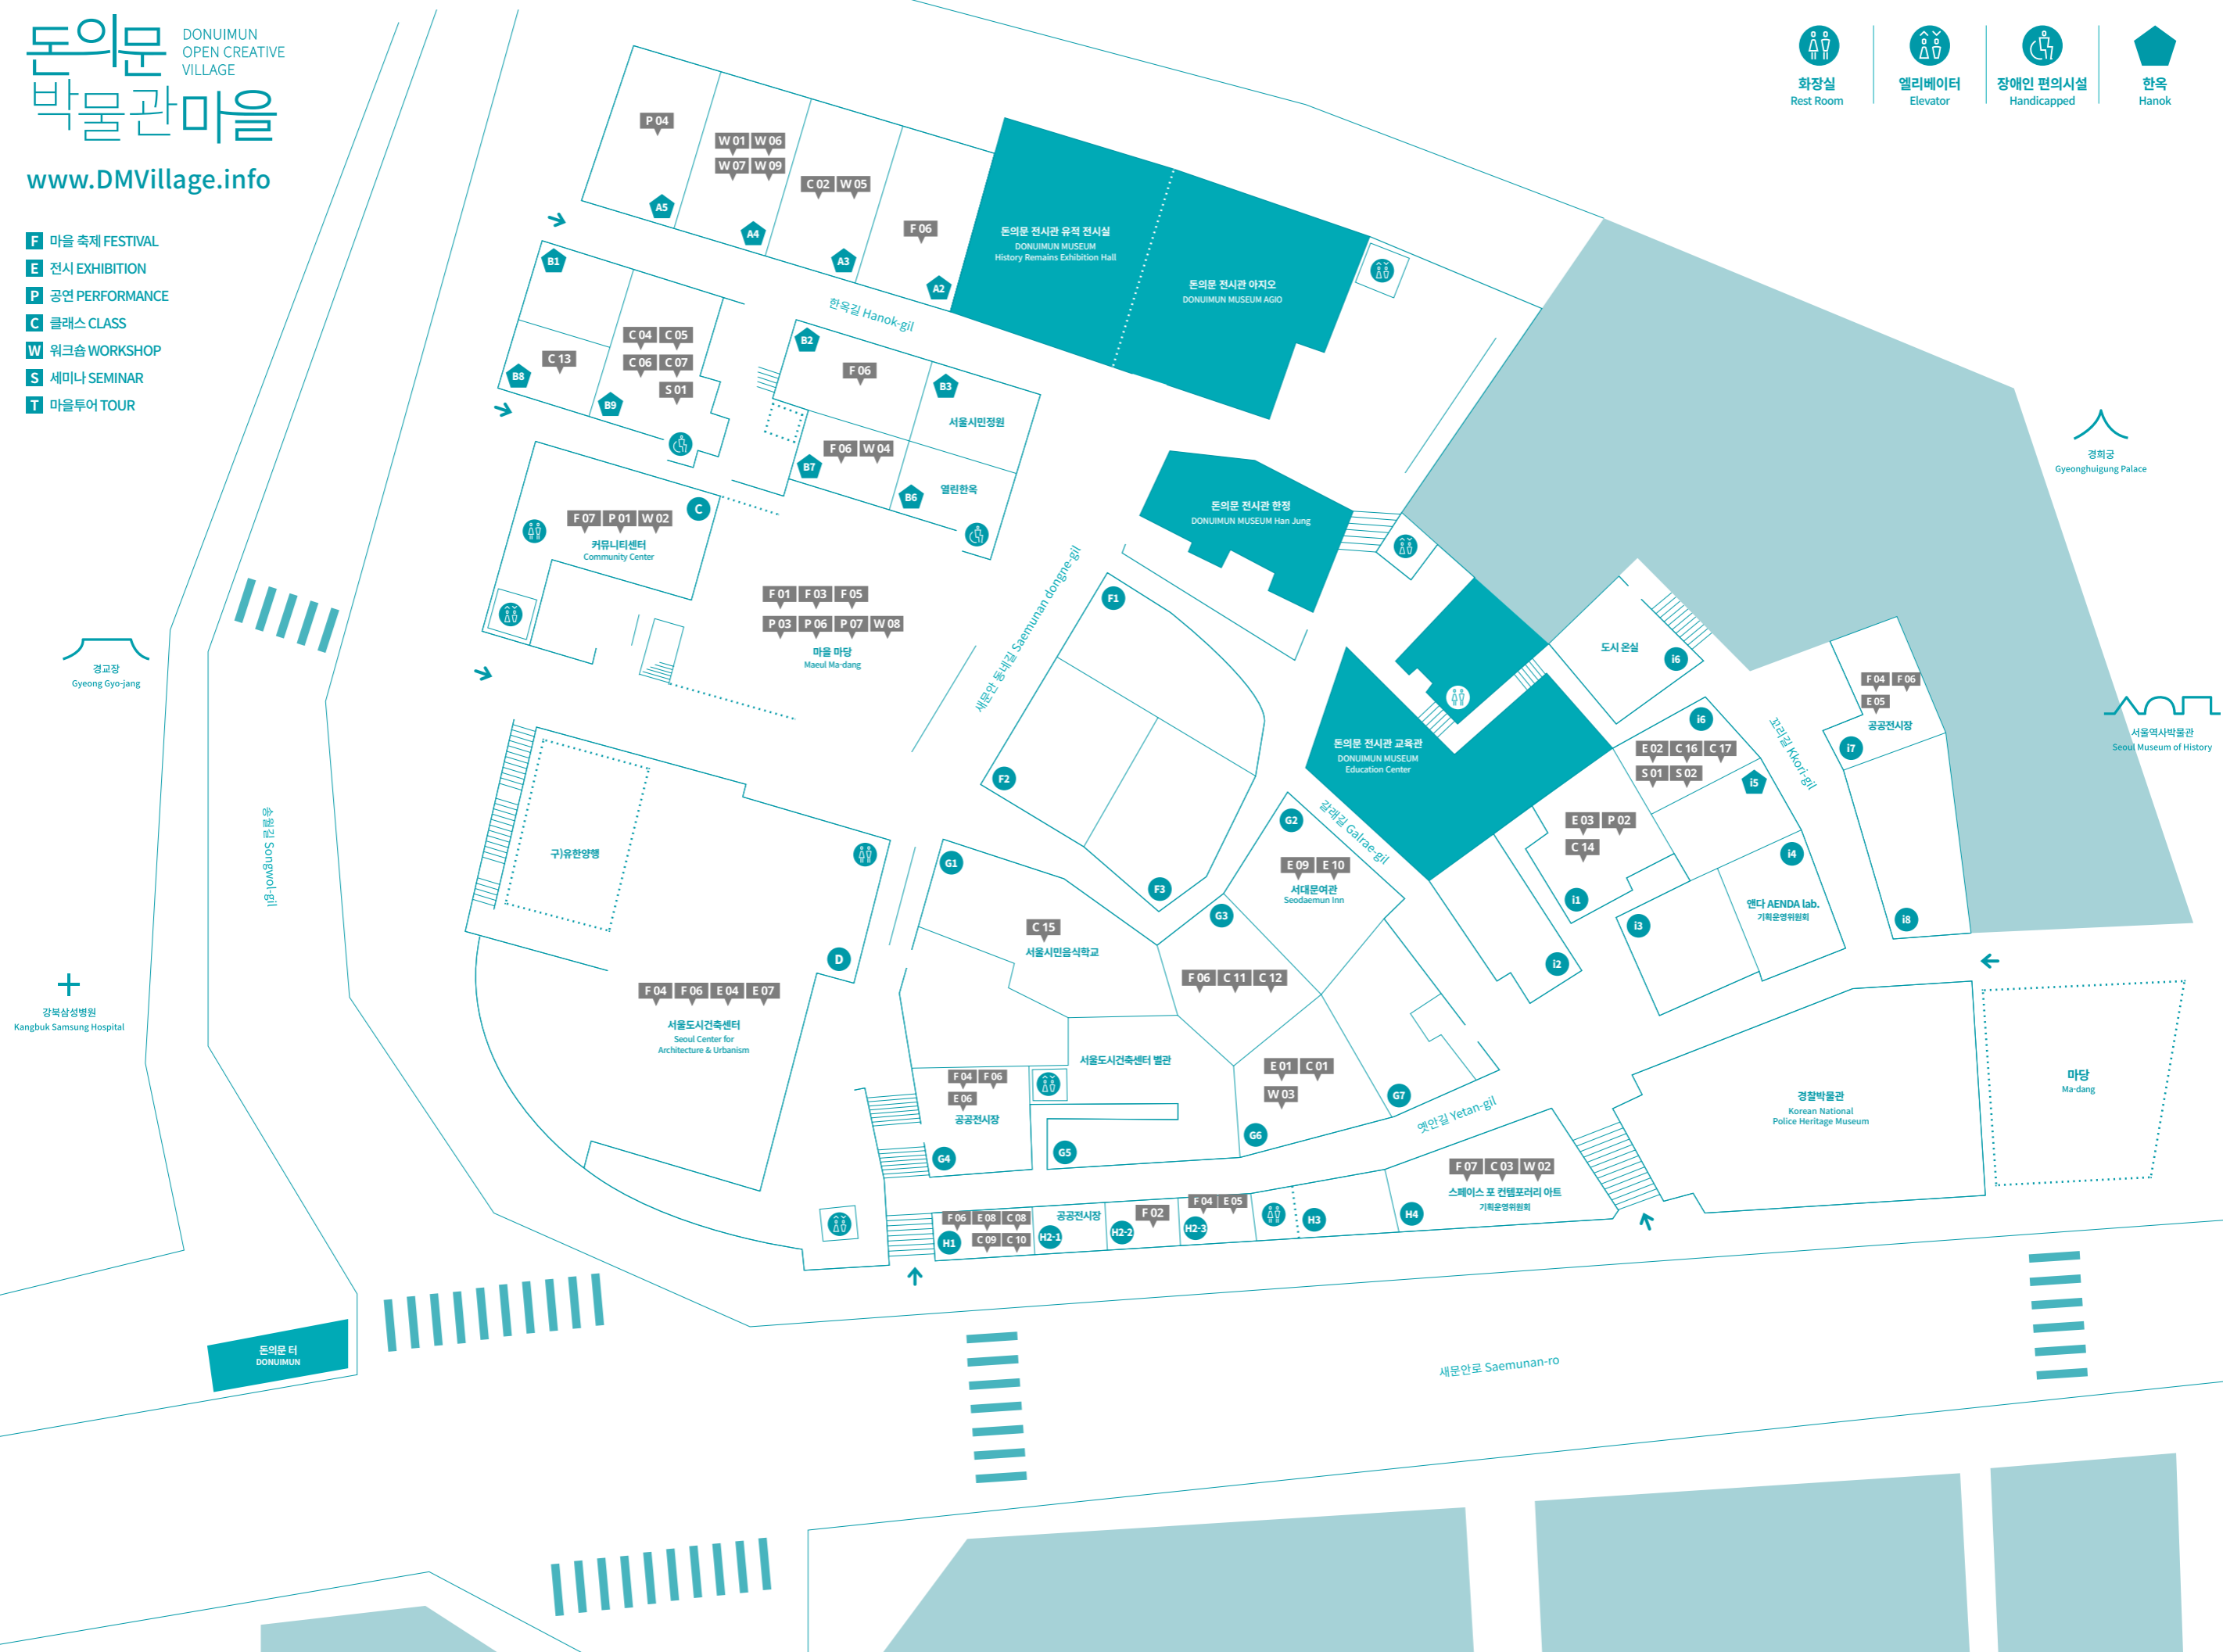 돈의문
박물관마을
DONUIMUN
OPEN CREATIVE
VILLAGE
www.DMVillage.info
F 마을 축제 FESTIVAL
E 전시 EXHIBITION
P 공연 PERFORMANCE
C 클래스 CLASS
W 워크숍 WORKSHOP
S 세미나 SEMINAR
T 마을투어 TOUR
화장실
Rest Room
엘리베이터
Elevator
장애인 편의시설
Handicapped
한옥
Hanok
P 04
A5
W 01 W 06
W 07 W 09
A4
C 02 W 05
A3
F 06
A2
돈의문 전시관 유적 전시실
DONUIMUN MUSEUM
History Remains Exhibition Hall
돈의문 전시관 아지오
DONUIMUN MUSEUM AGIO
한옥길 Hanok-gil
B1
C 13
B8
C 04 C 05
C 06 C 07
S 01
B9
B2
F 06
B3
서울시민정원
F 06 W 04
B7
B6
열린한옥
C
F 07 P 01 W 02
커뮤니티센터
Community Center
F 01 F 03 F 05
P 03 P 06 P 07 W 08
마을 마당
Maeul Ma-dang
새문안 동네길 Saemunan dongne-gil
돈의문 전시관 한정
DONUIMUN MUSEUM Han Jung
경희궁
Gyeonghuigung Palace
경교장
Gyeong Gyo-jang
서울역사박물관
Seoul Museum of History
강북삼성병원
Kangbuk Samsung Hospital
송월길 Songwol-gil
F1
F2
F3
돈의문 전시관 교육관
DONUIMUN MUSEUM
Education Center
갈래길 Galrae-gil
도시 온실
i6
i6
E 02 C 16 C 17
S 01 S 02
i5
꼬리길 Kkori-gil
F 04 F 06
E 05
공공전시장
i7
i8
E 03 P 02
C 14
i1
i2
i3
i4
앤다 AENDA lab.
기획운영위원회
구)유한양행
D
F 04 F 06 E 04 E 07
서울도시건축센터
Seoul Center for
Architecture & Urbanism
G1
C 15
서울시민음식학교
G2
E 09 E 10
서대문여관
Seodaemun Inn
G3
F 06 C 11 C 12
서울도시건축센터 별관
F 04 F 06
E 06
공공전시장
G4
G5
E 01 C 01
W 03
G6
G7
옛안길 Yetan-gil
F 06 E 08 C 08
C 09 C 10
H1
공공전시장
H2-1
F 02
H2-2
F 04 E 05
H2-3
H3
H4
F 07 C 03 W 02
스페이스 포 컨템포러리 아트
기획운영위원회
경찰박물관
Korean National
Police Heritage Museum
마당
Ma-dang
돈의문 터
DONUIMUN
새문안로 Saemunan-ro